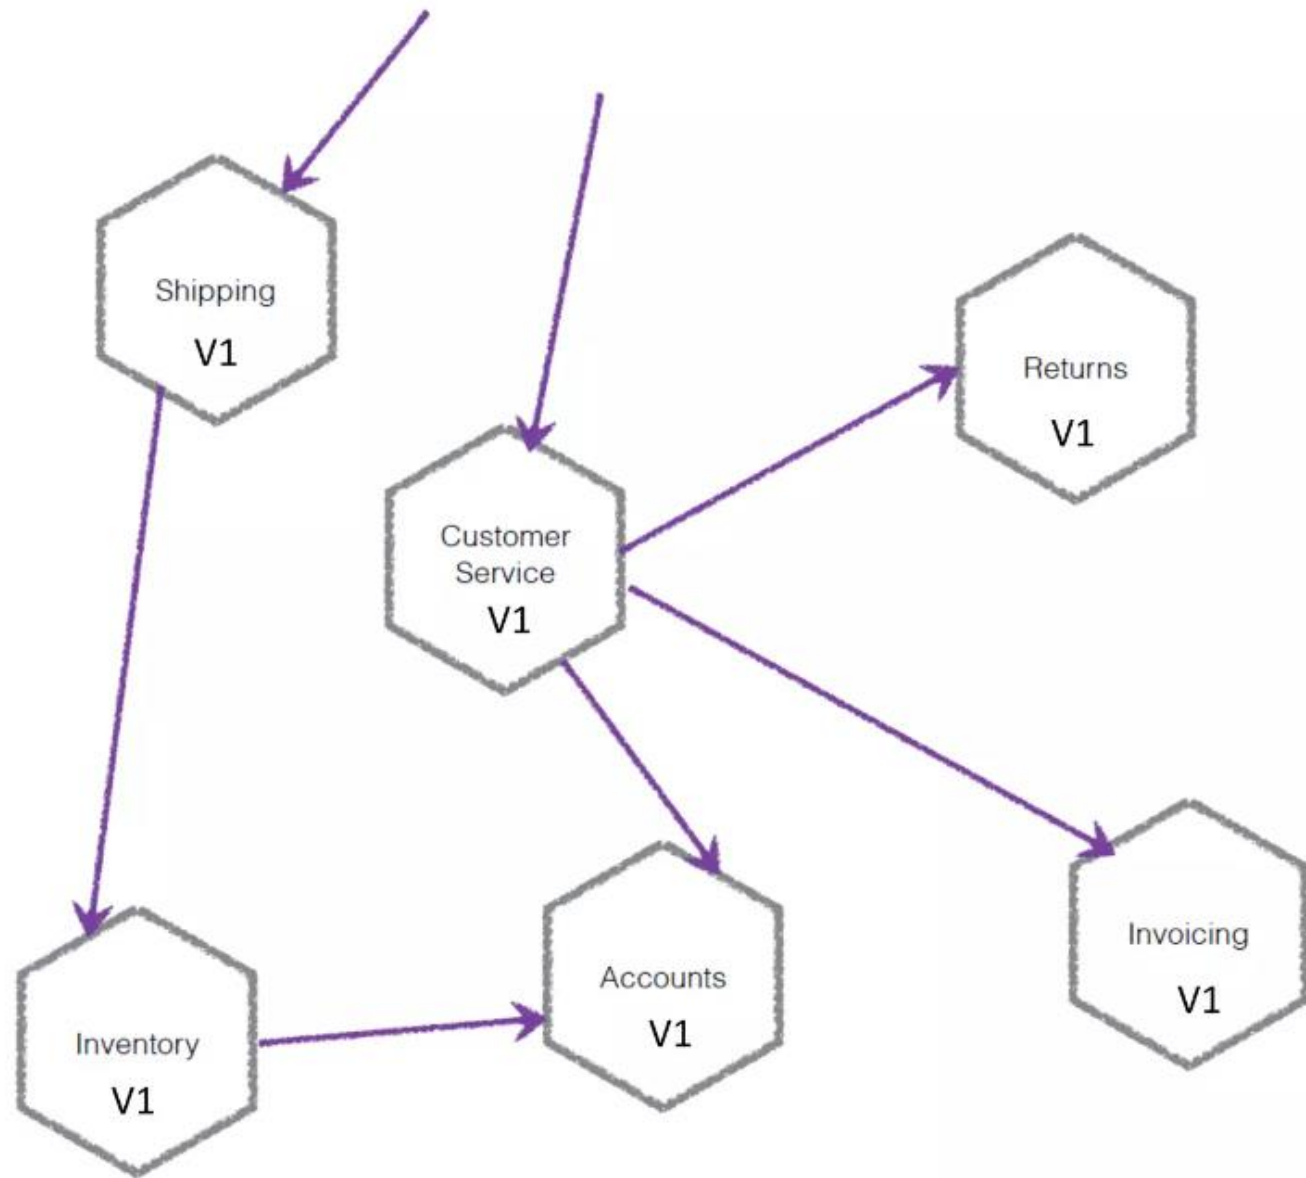 Shipping
V1
Returns
V1
Customer
Service
V1
Invoicing
V1
Accounts
V1
Inventory
V1